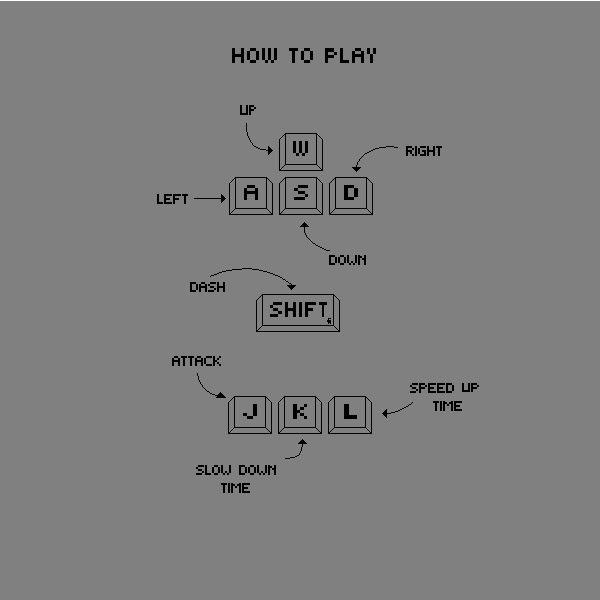 HOW TO PLAY
UP
W
RIGHT
LEFT
A S D
DOWN
DASH
SHIFT
ATTACK
SPEED UP
TIME
J K L
SLOW DOWN
TIME